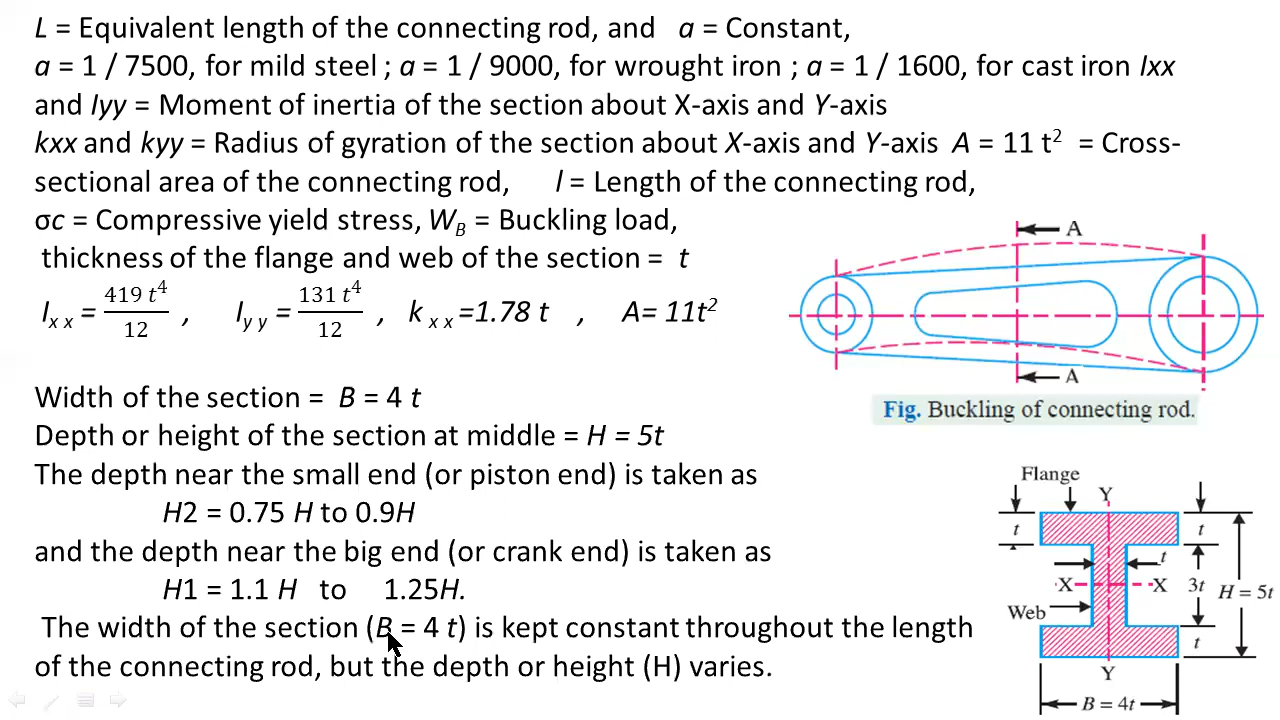 L = Equivalent length of the connecting rod, and a = Constant,
a = 1 / 7500, for mild steel ; a = 1 / 9000, for wrought iron ; a = 1 / 1600, for cast iron Ixx
and Iyy = Moment of inertia of the section about X-axis and Y-axis
kxx and kyy = Radius of gyration of the section about X-axis and Y-axis A = 11 t² = Cross-
sectional area of the connecting rod, l = Length of the connecting rod,
σc = Compressive yield stress, W_B = Buckling load,
thickness of the flange and web of the section = t
I_x x = 419 t⁴ / 12 , I_y y = 131 t⁴ / 12 , k x x =1.78 t , A= 11t²
Width of the section = B = 4 t
Depth or height of the section at middle = H = 5t
The depth near the small end (or piston end) is taken as
H2 = 0.75 H to 0.9H
and the depth near the big end (or crank end) is taken as
H1 = 1.1 H to 1.25H.
The width of the section (B = 4 t) is kept constant throughout the length
of the connecting rod, but the depth or height (H) varies.
A
A
Fig. Buckling of connecting rod.
Flange
Y
t
t
t
X
X
3t
H = 5t
Web
t
Y
B = 4t